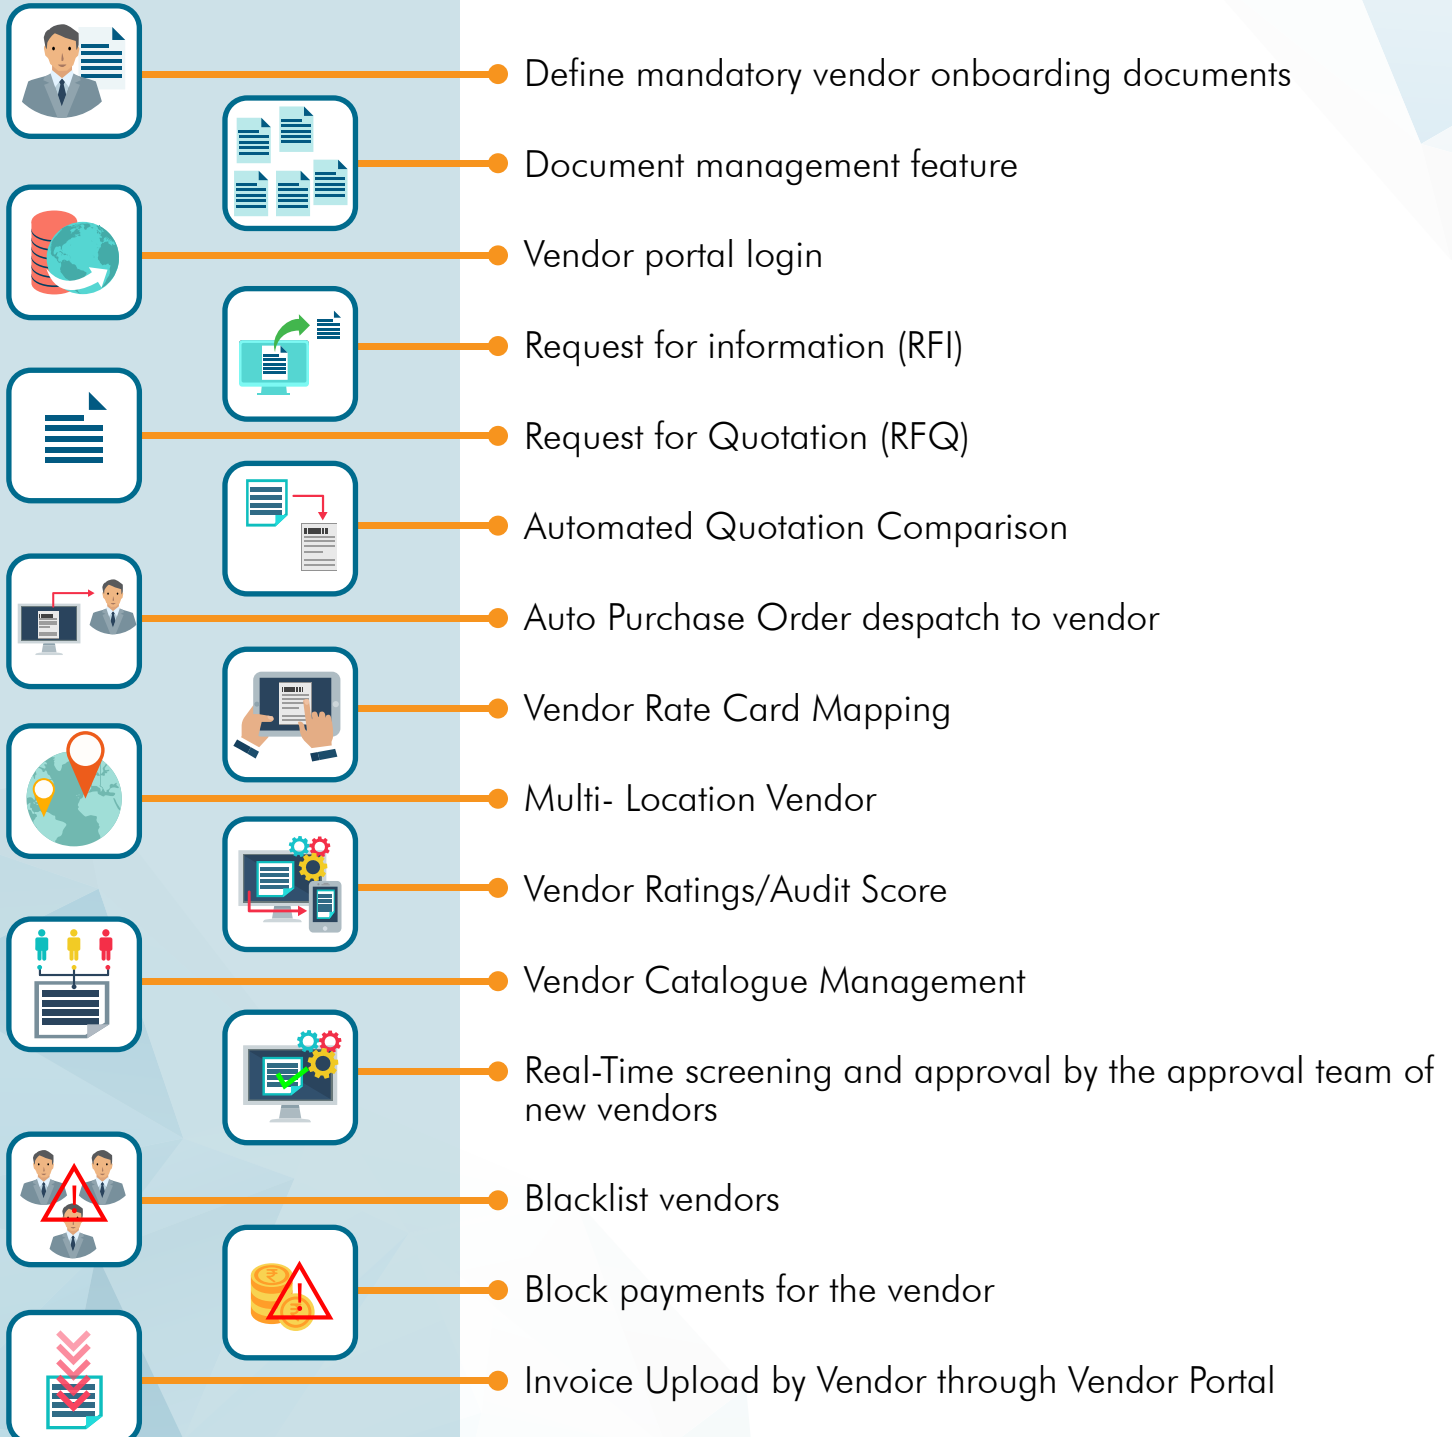 Define mandatory vendor onboarding documents
Document management feature
Vendor portal login
Request for information (RFI)
Request for Quotation (RFQ)
Automated Quotation Comparison
Auto Purchase Order despatch to vendor
Vendor Rate Card Mapping
Multi- Location Vendor
Vendor Ratings/Audit Score
Vendor Catalogue Management
Real-Time screening and approval by the approval team of
new vendors
Blacklist vendors
Block payments for the vendor
Invoice Upload by Vendor through Vendor Portal